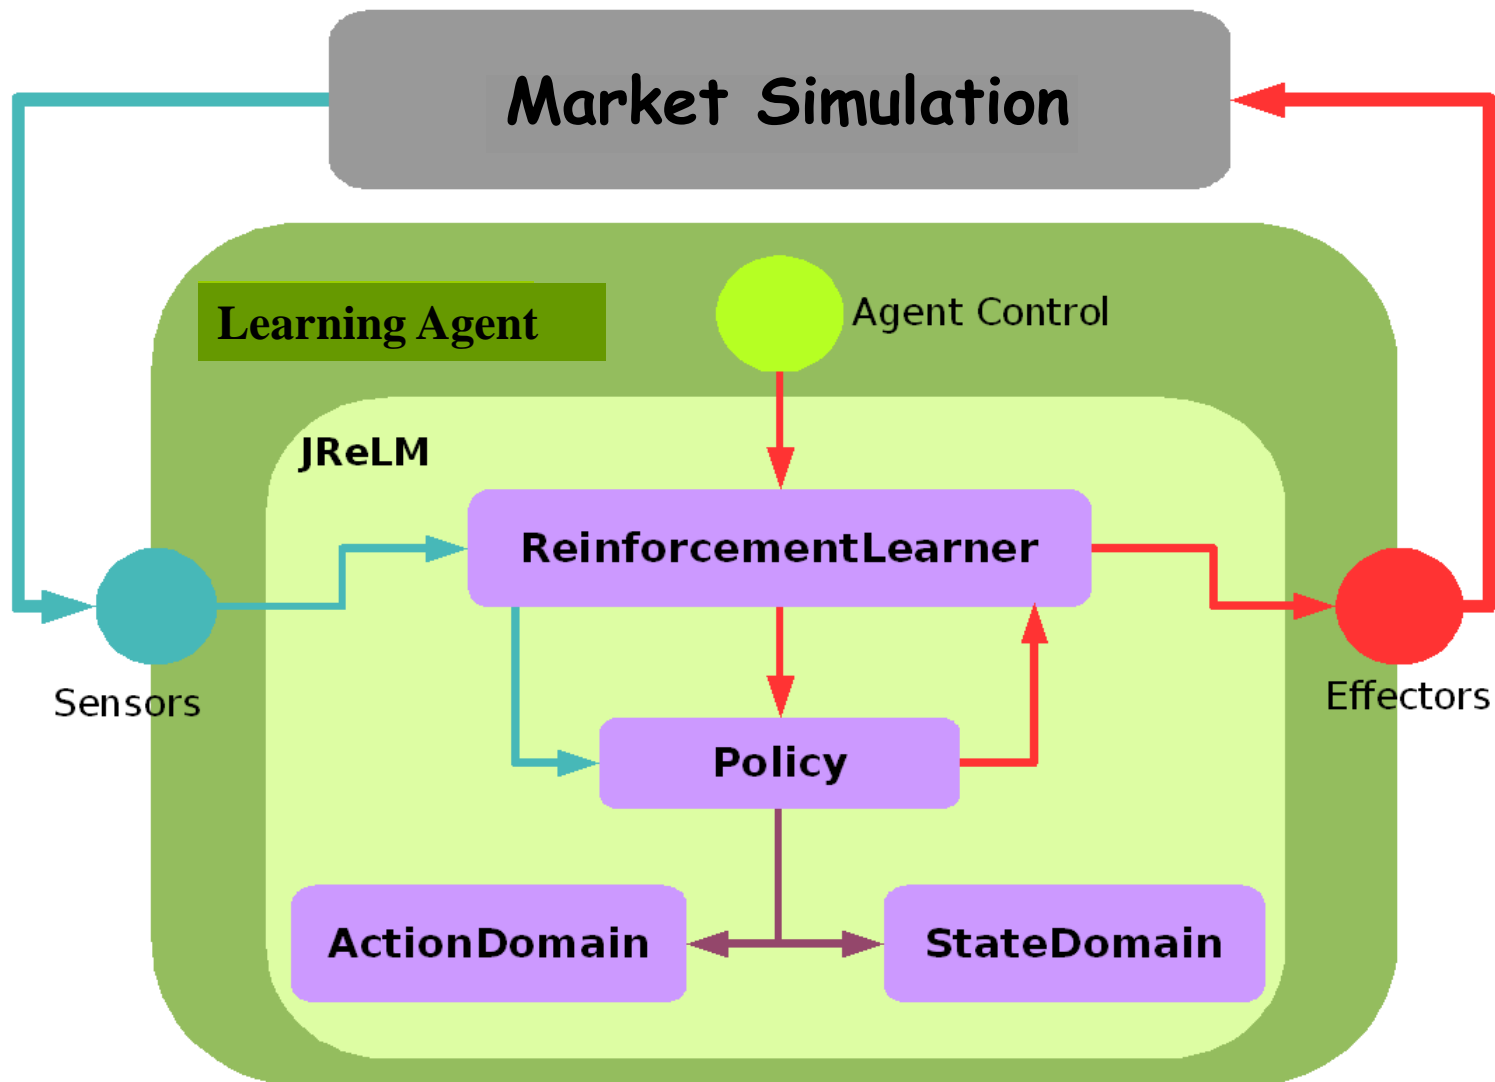 Market Simulation
Learning Agent
Agent Control
JReLM
ReinforcementLearner
Sensors
Effectors
Policy
ActionDomain
StateDomain